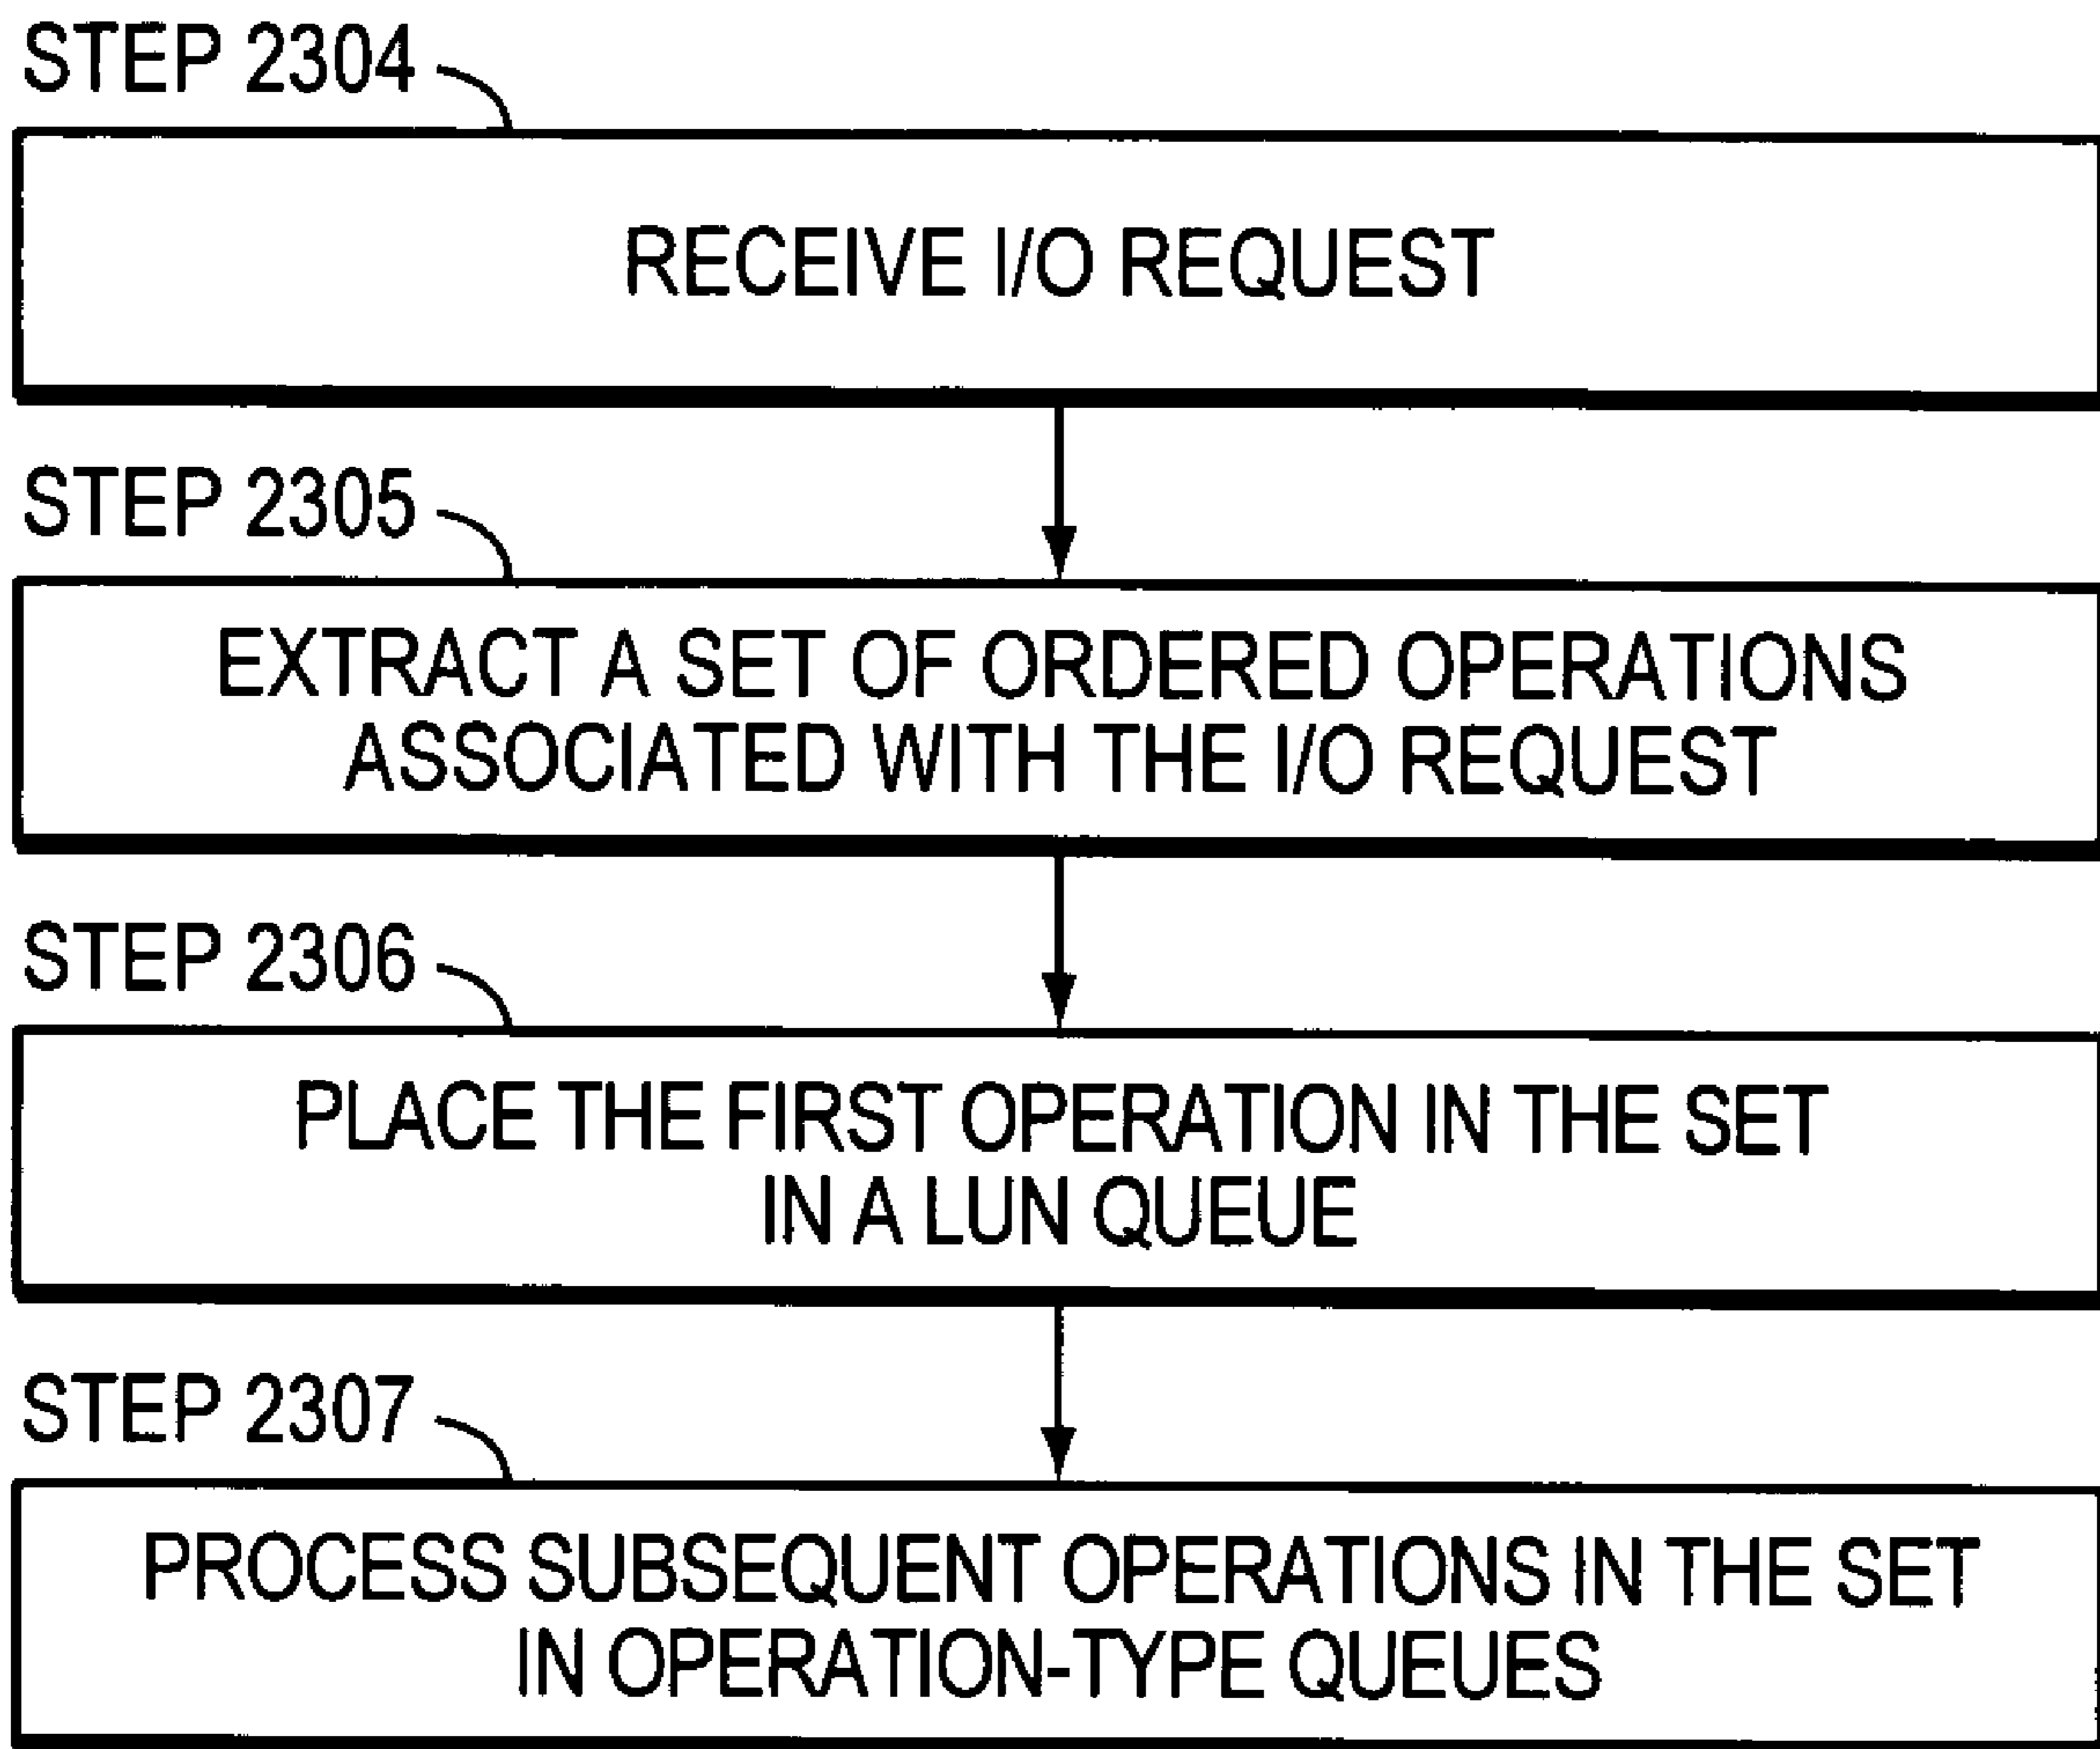 STEP 2304
RECEIVE I/O REQUEST
STEP 2305
EXTRACT A SET OF ORDERED OPERATIONS
ASSOCIATED WITH THE I/O REQUEST
STEP 2306
PLACE THE FIRST OPERATION IN THE SET
IN A LUN QUEUE
STEP 2307
PROCESS SUBSEQUENT OPERATIONS IN THE SET
IN OPERATION-TYPE QUEUES